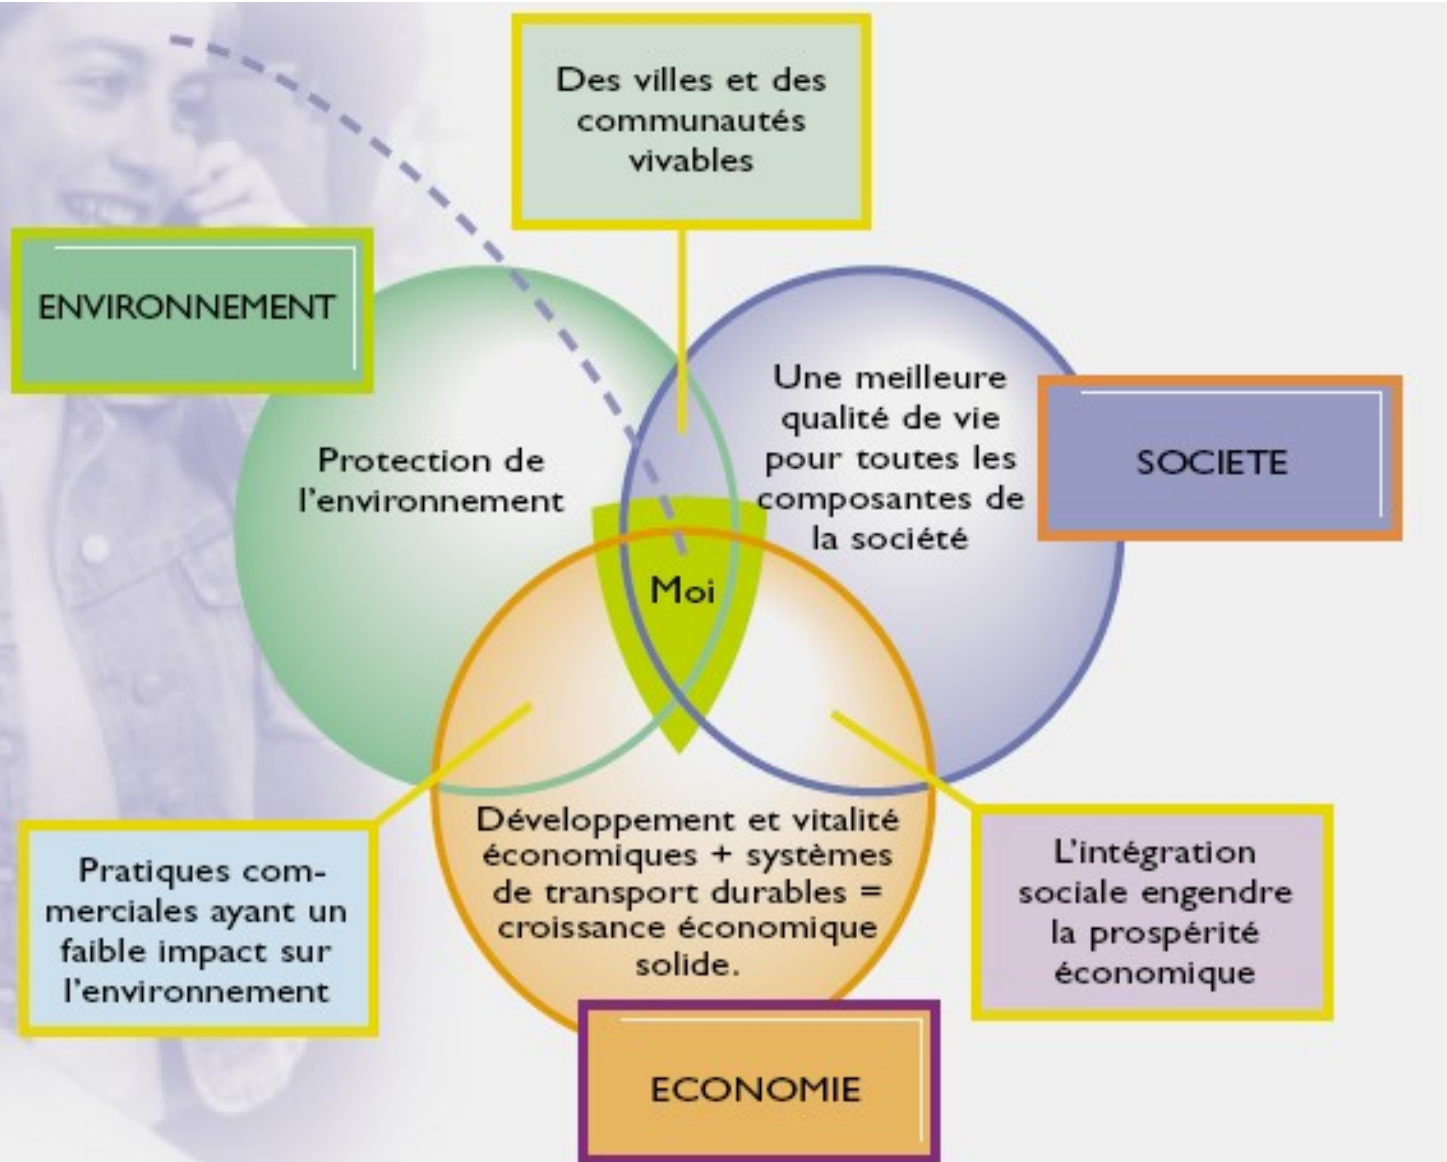 Des villes et des
communautés
vivables
ENVIRONNEMENT
Protection de
l'environnement
Une meilleure
qualité de vie
pour toutes les
composantes de
la société
SOCIETE
Moi
Pratiques com-
merciales ayant un
faible impact sur
l'environnement
Développement et vitalité
économiques + systèmes
de transport durables =
croissance économique
solide.
L'intégration
sociale engendre
la prospérité
économique
ECONOMIE